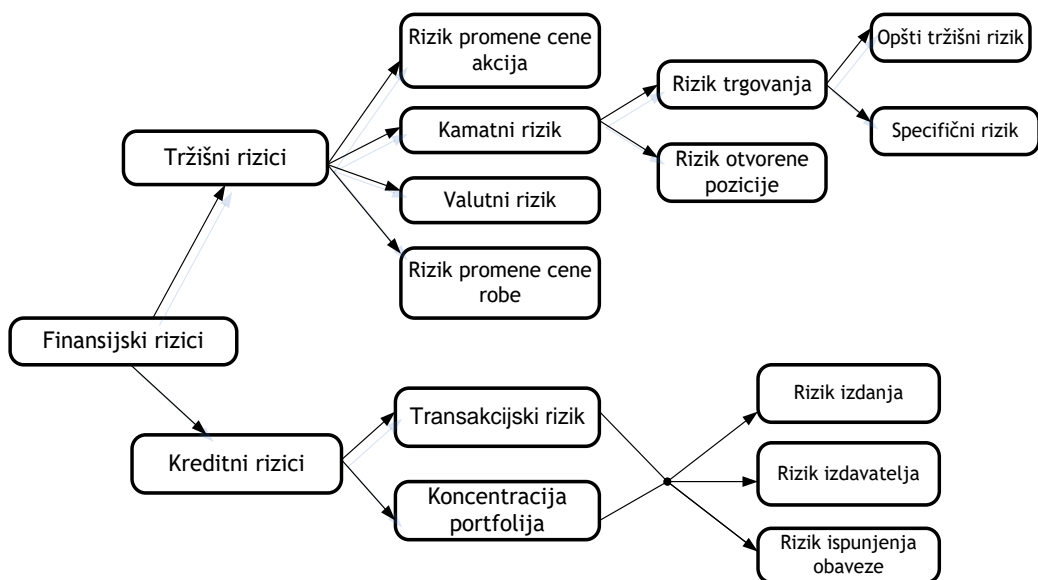 Rizik promene cene
akcija
Opšti tržišni rizik
Rizik trgovanja
Kamatni rizik
Specifični rizik
Tržišni rizici
Rizik otvorene
pozicije
Valutni rizik
Rizik promene cene
robe
Finansijski rizici
Rizik izdanja
Transakcijski rizik
Kreditni rizici
Rizik izdavatelja
Koncentracija
portfolija
Rizik ispunjenja
obaveze